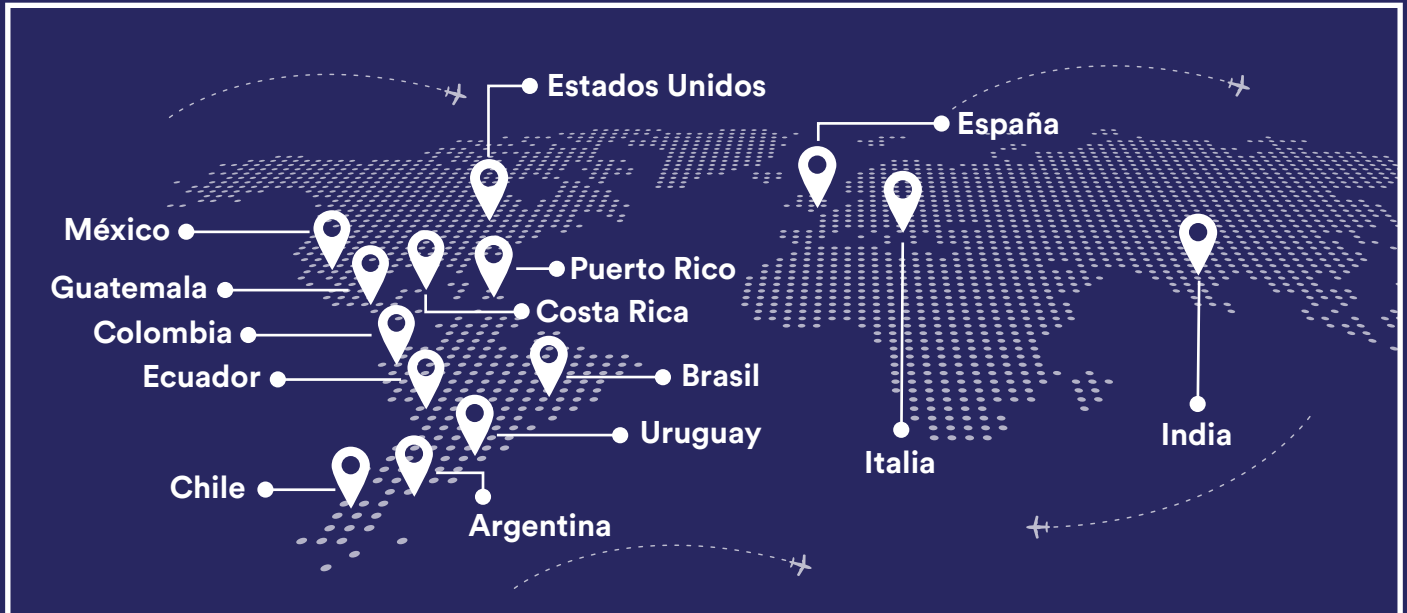 Estados Unidos
España
México
Puerto Rico
Guatemala
Costa Rica
Colombia
Ecuador
Brasil
Uruguay
India
Italia
Chile
Argentina